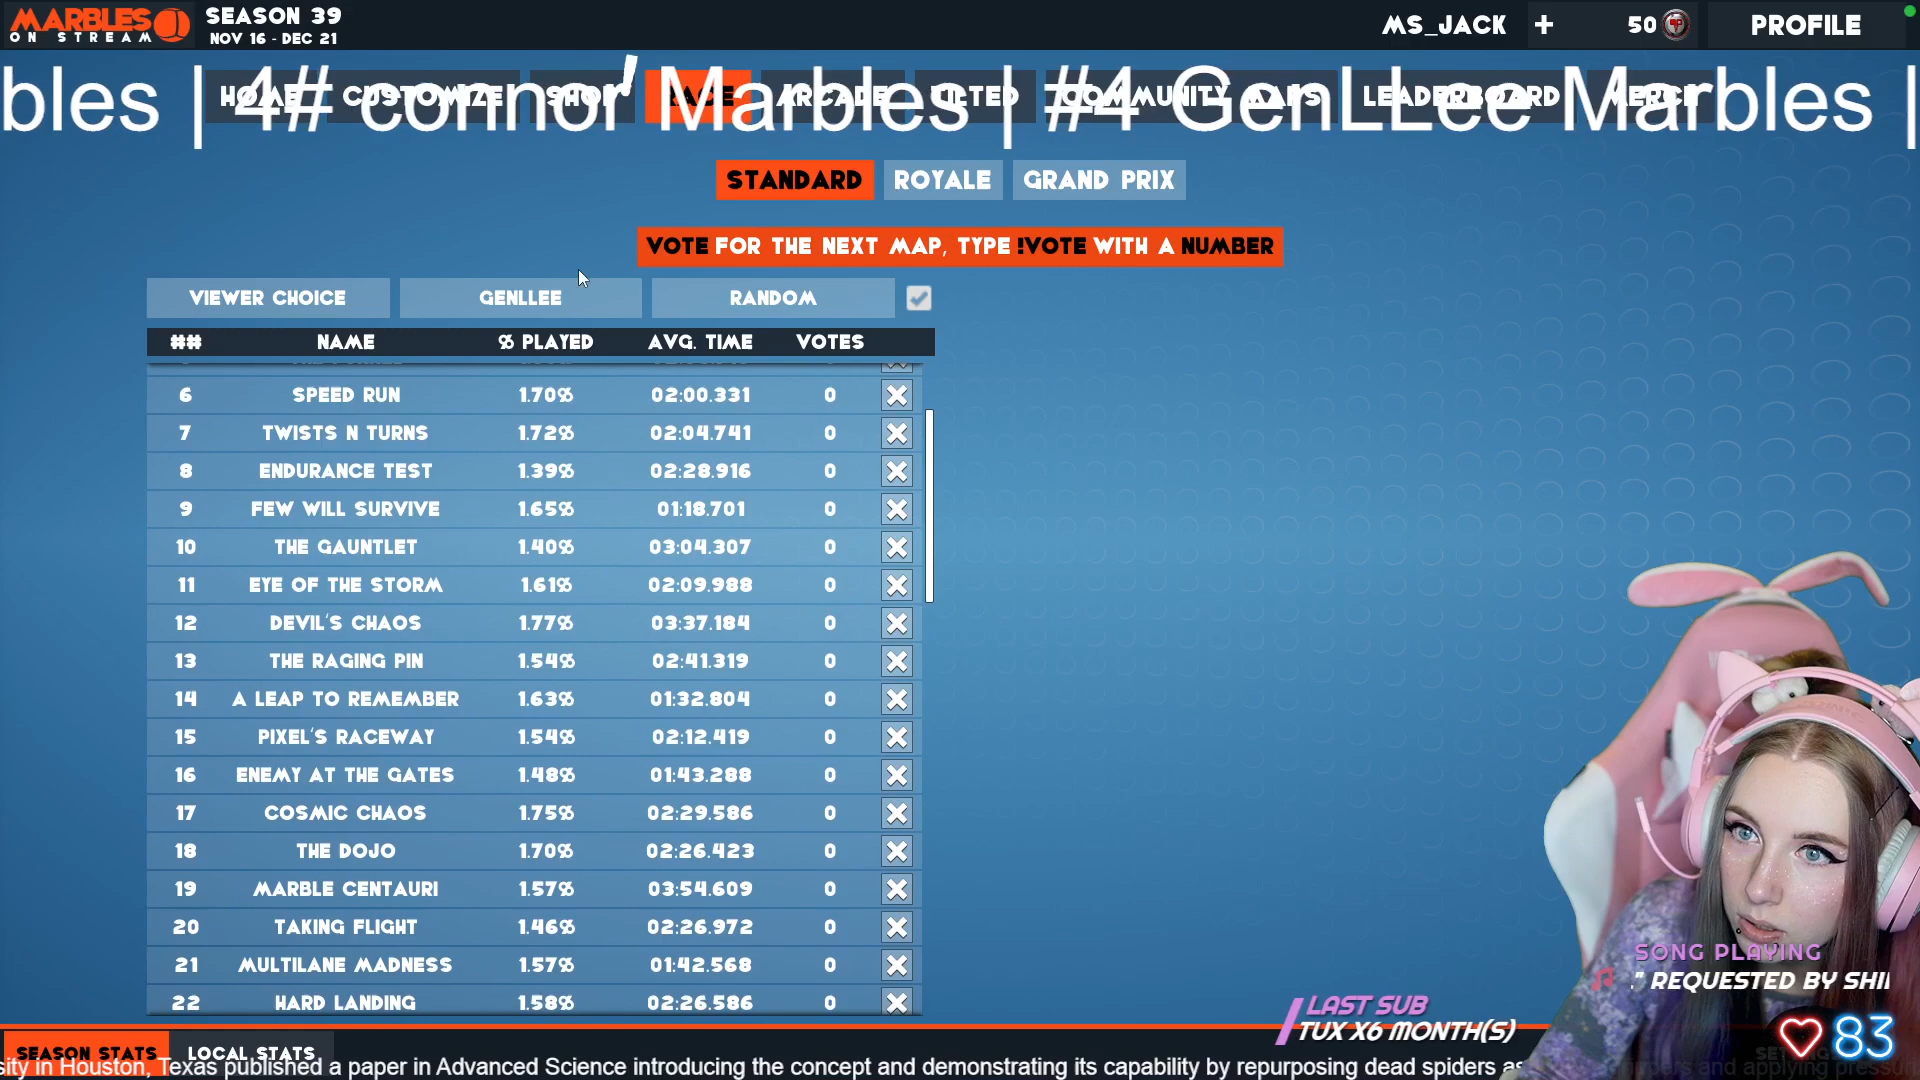 MARBLES
ON STREAM
SEASON 39
NOV 16 - DEC 21
MS_JACK
+
50
PROFILE
HOME CUSTOMIZE SHOP ARCADE TILTED COMMUNITY MAPS LEADERBOARD MERCH
bles | 4# connor' Marbles | #4 GenLLee Marbles |
STANDARD ROYALE GRAND PRIX
VOTE FOR THE NEXT MAP, TYPE !VOTE WITH A NUMBER
VIEWER CHOICE GENLLEE RANDOM
## NAME % PLAYED AVG. TIME VOTES
6 SPEED RUN 1.70% 02:00.331 0
7 TWISTS N TURNS 1.72% 02:04.741 0
8 ENDURANCE TEST 1.39% 02:28.916 0
9 FEW WILL SURVIVE 1.65% 01:18.701 0
10 THE GAUNTLET 1.40% 03:04.307 0
11 EYE OF THE STORM 1.61% 02:09.988 0
12 DEVIL'S CHAOS 1.77% 03:37.184 0
13 THE RAGING PIN 1.54% 02:41.319 0
14 A LEAP TO REMEMBER 1.63% 01:32.804 0
15 PIXEL'S RACEWAY 1.54% 02:12.419 0
16 ENEMY AT THE GATES 1.48% 01:43.288 0
17 COSMIC CHAOS 1.75% 02:29.586 0
18 THE DOJO 1.70% 02:26.423 0
19 MARBLE CENTAURI 1.57% 03:54.609 0
20 TAKING FLIGHT 1.46% 02:26.972 0
21 MULTILANE MADNESS 1.57% 01:42.568 0
22 HARD LANDING 1.58% 02:26.586 0
SONG PLAYING
." REQUESTED BY SHI
LAST SUB
TUX X6 MONTH(S)
83
SEASON STATS LOCAL STATS
sity in Houston, Texas published a paper in Advanced Science introducing the concept and demonstrating its capability by repurposing dead spiders as and applying